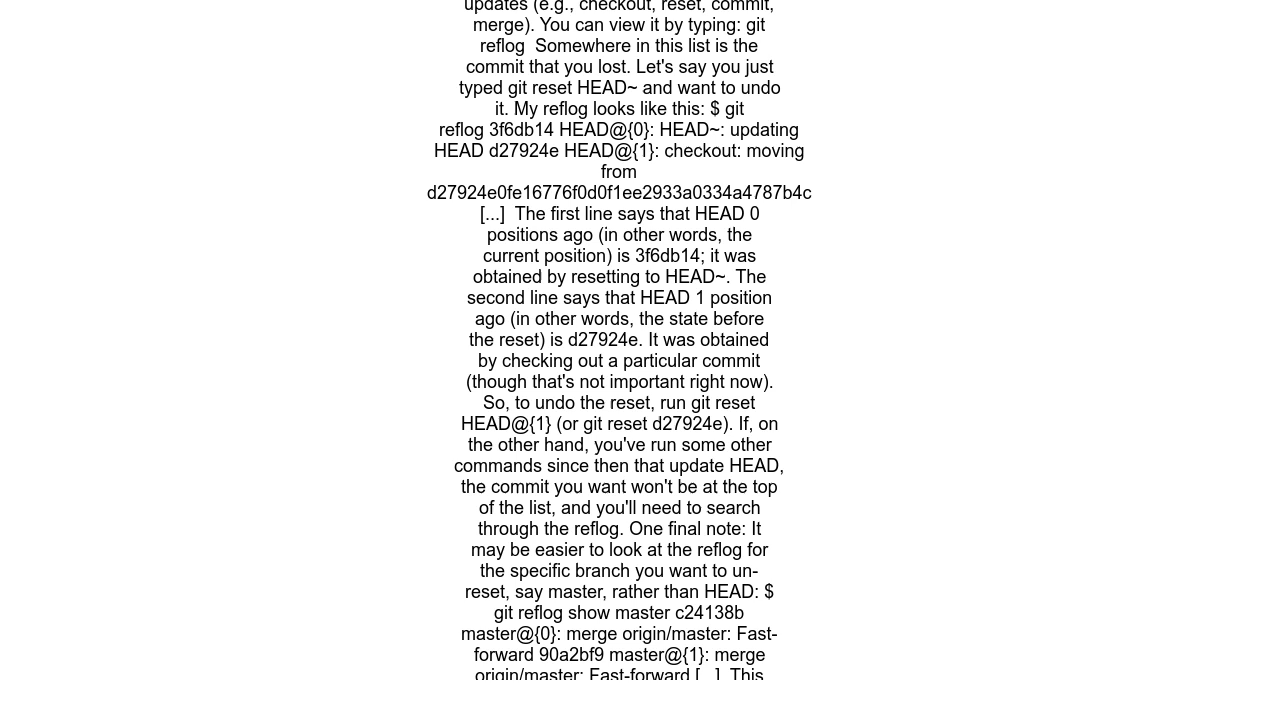 updates (e.g., checkout, reset, commit,
merge). You can view it by typing: git
reflog  Somewhere in this list is the
commit that you lost. Let's say you just
typed git reset HEAD~ and want to undo
it. My reflog looks like this: $ git
reflog 3f6db14 HEAD@{0}: HEAD~: updating
HEAD d27924e HEAD@{1}: checkout: moving
from
d27924e0fe16776f0d0f1ee2933a0334a4787b4c
[...]  The first line says that HEAD 0
positions ago (in other words, the
current position) is 3f6db14; it was
obtained by resetting to HEAD~. The
second line says that HEAD 1 position
ago (in other words, the state before
the reset) is d27924e. It was obtained
by checking out a particular commit
(though that's not important right now).
So, to undo the reset, run git reset
HEAD@{1} (or git reset d27924e). If, on
the other hand, you've run some other
commands since then that update HEAD,
the commit you want won't be at the top
of the list, and you'll need to search
through the reflog. One final note: It
may be easier to look at the reflog for
the specific branch you want to un-
reset, say master, rather than HEAD: $
git reflog show master c24138b
master@{0}: merge origin/master: Fast-
forward 90a2bf9 master@{1}: merge
origin/master: Fast-forward [...]  This